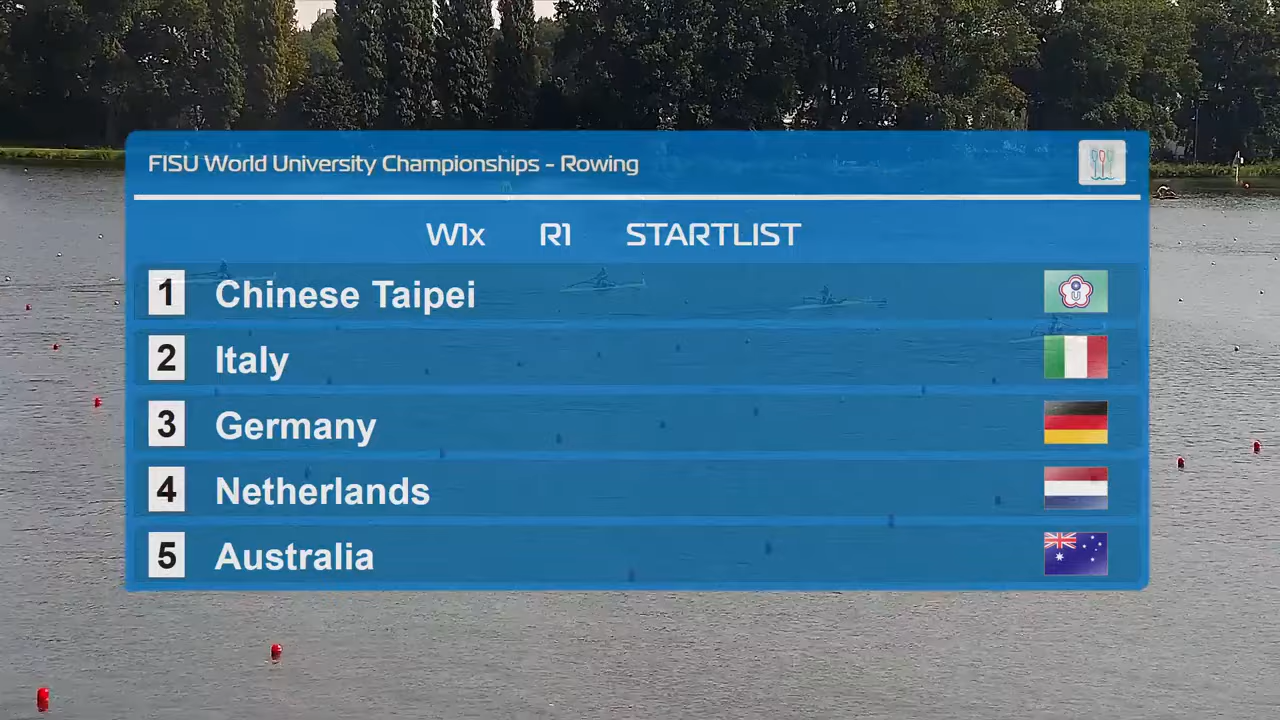 FISU World University Championships - Rowing
W1x R1 STARTLIST
1 Chinese Taipei
2 Italy
3 Germany
4 Netherlands
5 Australia